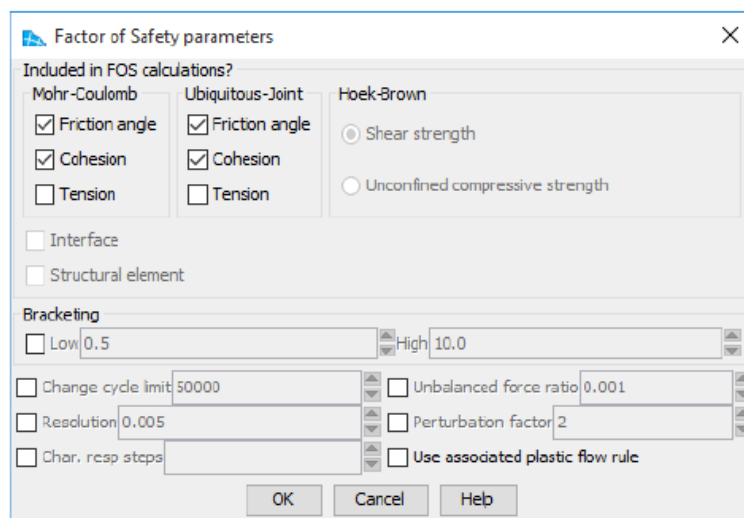 Factor of Safety parameters
Included in FOS calculations?
Mohr-Coulomb Ubiquitous-Joint Hoek-Brown
Friction angle Friction angle Shear strength
Cohesion Cohesion
Tension Tension Unconfined compressive strength
Interface
Structural element
Bracketing
Low 0.5 High 10.0
Change cycle limit 50000 Unbalanced force ratio 0.001
Resolution 0.005 Perturbation factor 2
Char. resp steps Use associated plastic flow rule
OK Cancel Help